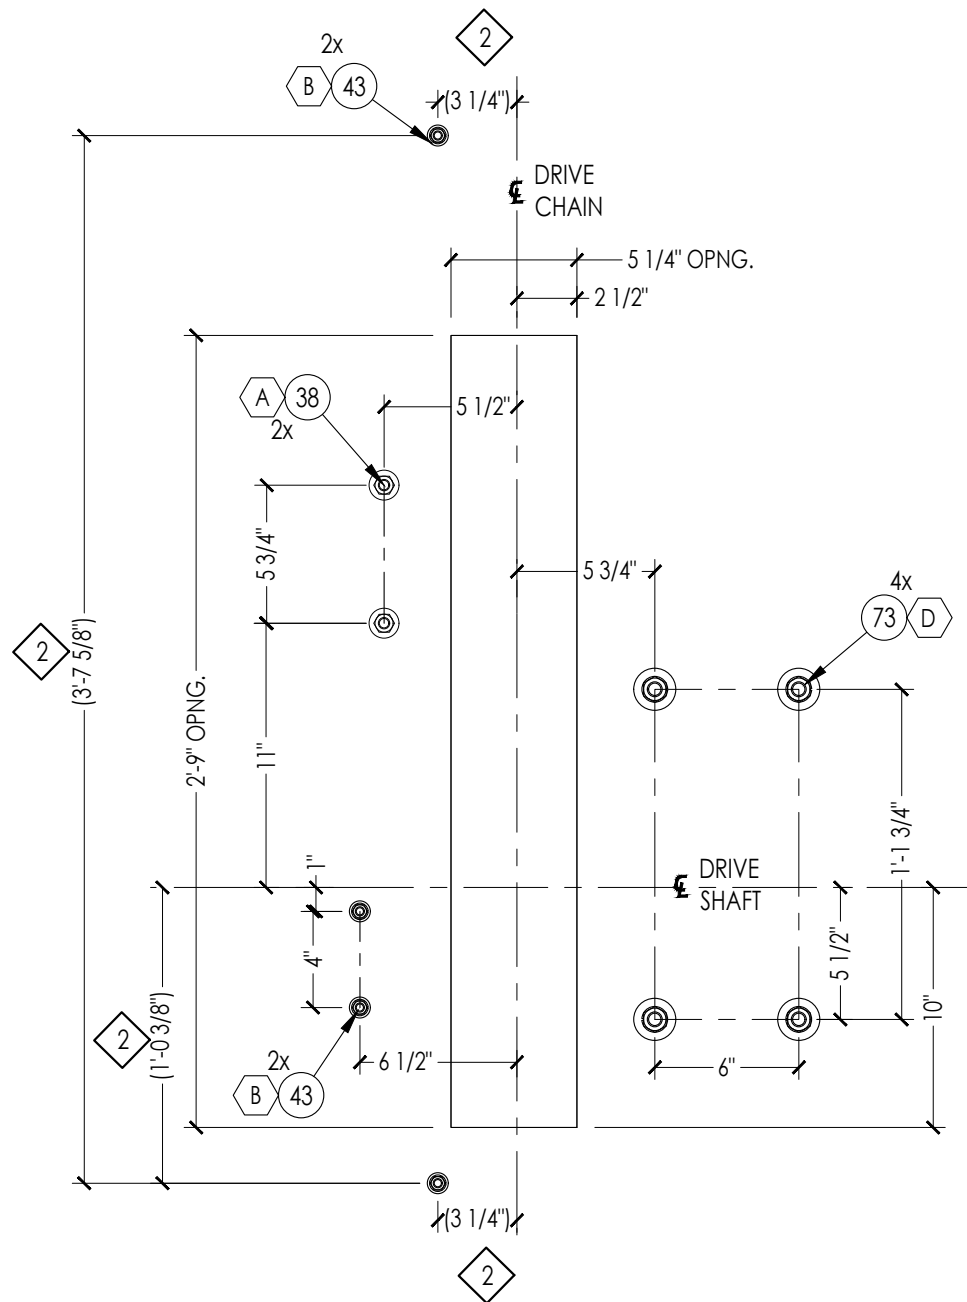 2
2x
B 43
(3 1/4")
℄ DRIVE
CHAIN
5 1/4" OPNG.
2 1/2"
A 38
2x
5 1/2"
5 3/4"
5 3/4"
4x
73 D
2
(3'-7 5/8")
2'-9" OPNG.
11"
1'-1 3/4"
1"
℄ DRIVE
SHAFT
4"
5 1/2"
10"
2
(1'-0 3/8")
2x
6 1/2"
6"
B 43
(3 1/4")
2